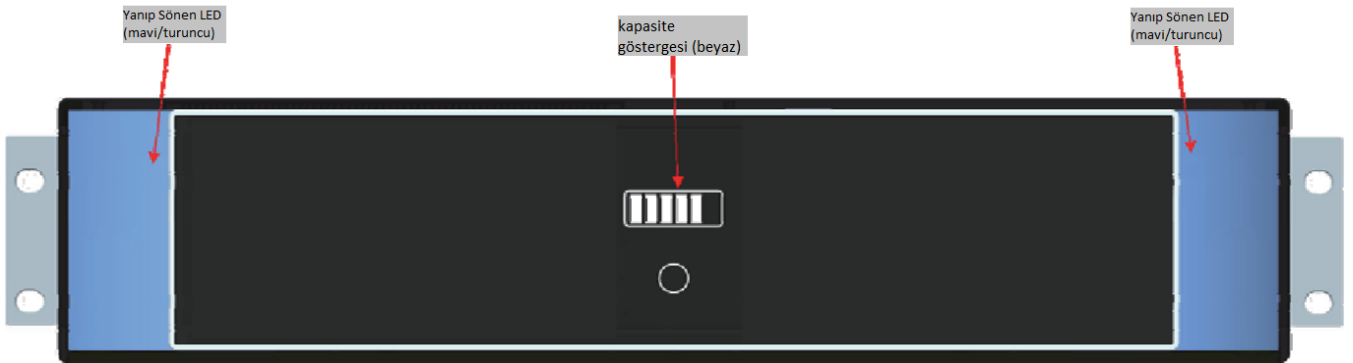 Yanıp Sönen LED
(mavi/turuncu)
kapasite
göstergesi (beyaz)
Yanıp Sönen LED
(mavi/turuncu)